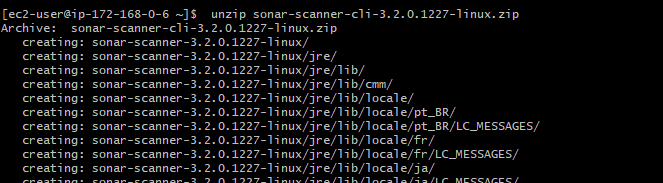 [ec2-user@ip-172-168-0-6 ~]$  unzip sonar-scanner-cli-3.2.0.1227-linux.zip
Archive:  sonar-scanner-cli-3.2.0.1227-linux.zip
   creating: sonar-scanner-3.2.0.1227-linux/
   creating: sonar-scanner-3.2.0.1227-linux/jre/
   creating: sonar-scanner-3.2.0.1227-linux/jre/lib/
   creating: sonar-scanner-3.2.0.1227-linux/jre/lib/cmm/
   creating: sonar-scanner-3.2.0.1227-linux/jre/lib/locale/
   creating: sonar-scanner-3.2.0.1227-linux/jre/lib/locale/pt_BR/
   creating: sonar-scanner-3.2.0.1227-linux/jre/lib/locale/pt_BR/LC_MESSAGES/
   creating: sonar-scanner-3.2.0.1227-linux/jre/lib/locale/fr/
   creating: sonar-scanner-3.2.0.1227-linux/jre/lib/locale/fr/LC_MESSAGES/
   creating: sonar-scanner-3.2.0.1227-linux/jre/lib/locale/ja/
   creating: sonar-scanner-3.2.0.1227-linux/jre/lib/locale/ja/LC_MESSAGES/